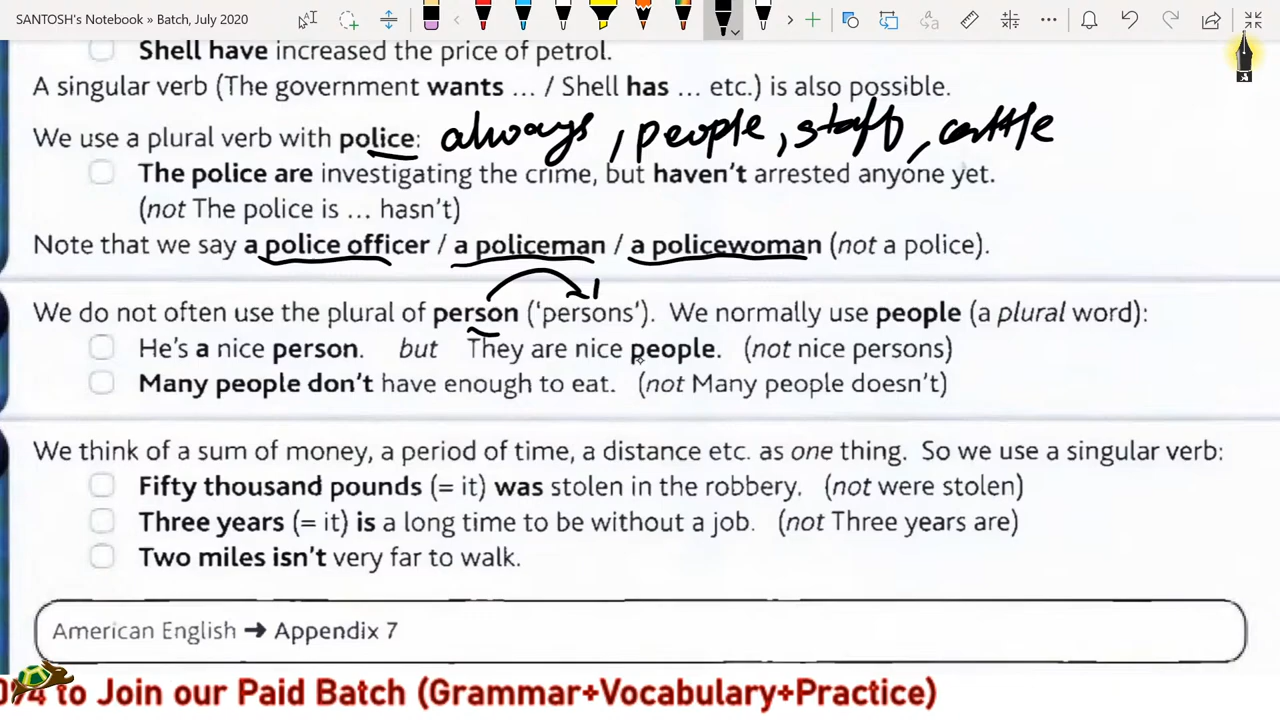 SANTOSH's Notebook » Batch, July 2020
Shell have increased the price of petrol.
A singular verb (The government wants ... / Shell has ... etc.) is also possible.
We use a plural verb with police: always, people, staff, cattle
The police are investigating the crime, but haven't arrested anyone yet.
(not The police is ... hasn't)
Note that we say a police officer / a policeman / a policewoman (not a police).
We do not often use the plural of person ('persons'). We normally use people (a plural word):
He's a nice person. but They are nice people. (not nice persons)
Many people don't have enough to eat. (not Many people doesn't)
We think of a sum of money, a period of time, a distance etc. as one thing. So we use a singular verb:
Fifty thousand pounds (= it) was stolen in the robbery. (not were stolen)
Three years (= it) is a long time to be without a job. (not Three years are)
Two miles isn't very far to walk.
American English → Appendix 7
to Join our Paid Batch (Grammar+Vocabulary+Practice)